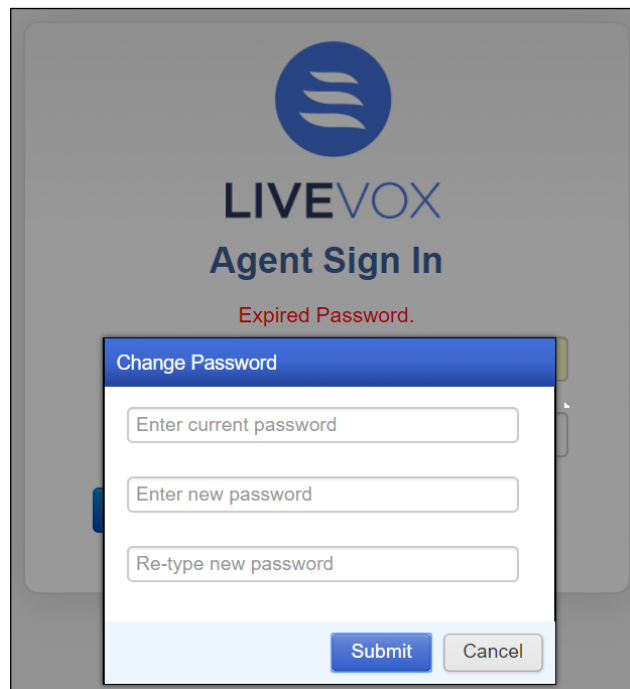 LIVEVOX
Agent Sign In
Expired Password.
Change Password
Enter current password
Enter new password
Re-type new password
Submit Cancel